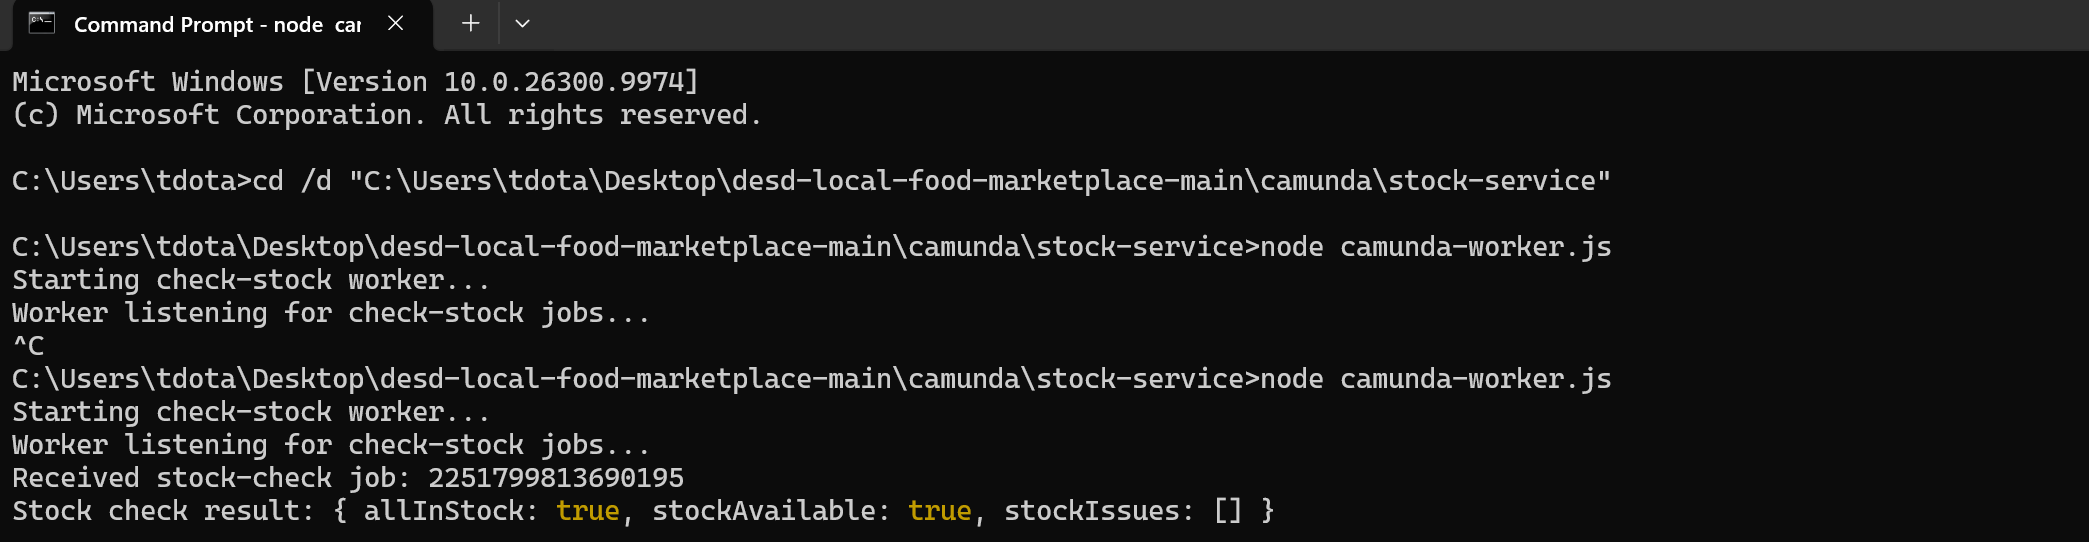 Command Prompt - node car
Microsoft Windows [Version 10.0.26300.9974]
(c) Microsoft Corporation. All rights reserved.
C:\Users\tdota>cd /d "C:\Users\tdota\Desktop\desd-local-food-marketplace-main\camunda\stock-service"
C:\Users\tdota\Desktop\desd-local-food-marketplace-main\camunda\stock-service>node camunda-worker.js
Starting check-stock worker...
Worker listening for check-stock jobs...
^C
C:\Users\tdota\Desktop\desd-local-food-marketplace-main\camunda\stock-service>node camunda-worker.js
Starting check-stock worker...
Worker listening for check-stock jobs...
Received stock-check job: 2251799813690195
Stock check result: { allInStock: true, stockAvailable: true, stockIssues: [] }